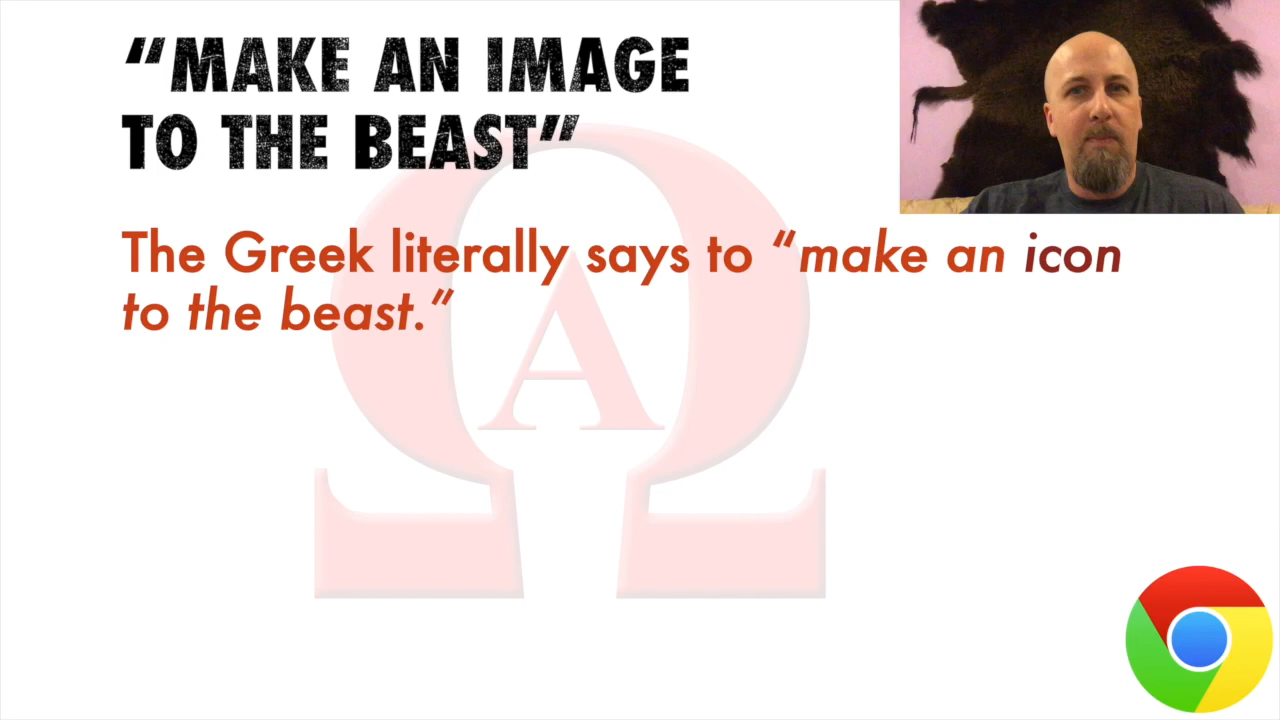 “MAKE AN IMAGE
TO THE BEAST”
The Greek literally says to “make an icon
to the beast.”
Α
Ω